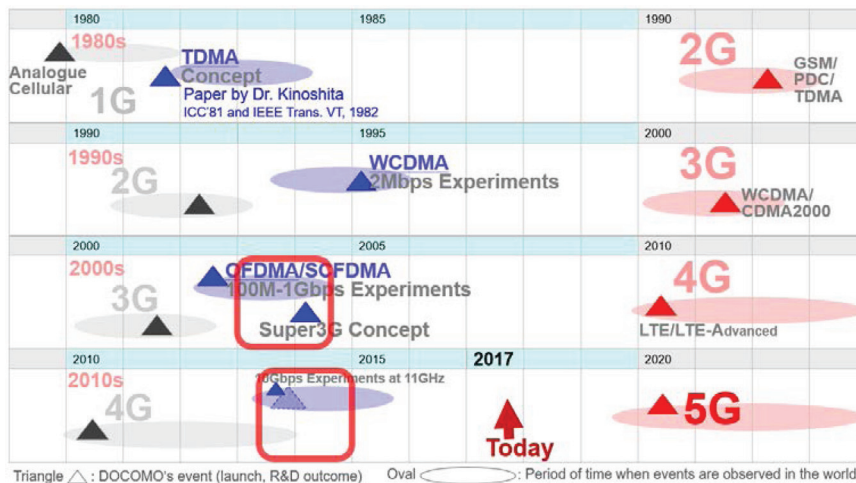 1980 1985 1990
1980s
Analogue
Cellular
1G
TDMA
Concept
Paper by Dr. Kinoshita
ICC'81 and IEEE Trans. VT, 1982
2G
GSM/
PDC/
TDMA
1990 1995 2000
1990s
2G
WCDMA
2Mbps Experiments
3G
WCDMA/
CDMA2000
2000 2005 2010
2000s
3G
OFDMA/SCFDMA
100M-1Gbps Experiments
Super3G Concept
4G
LTE/LTE-Advanced
2010 2015 2017 2020
2010s
4G
10Gbps Experiments at 11GHz
Today
5G
Triangle △ : DOCOMO's event (launch, R&D outcome) Oval : Period of time when events are observed in the world